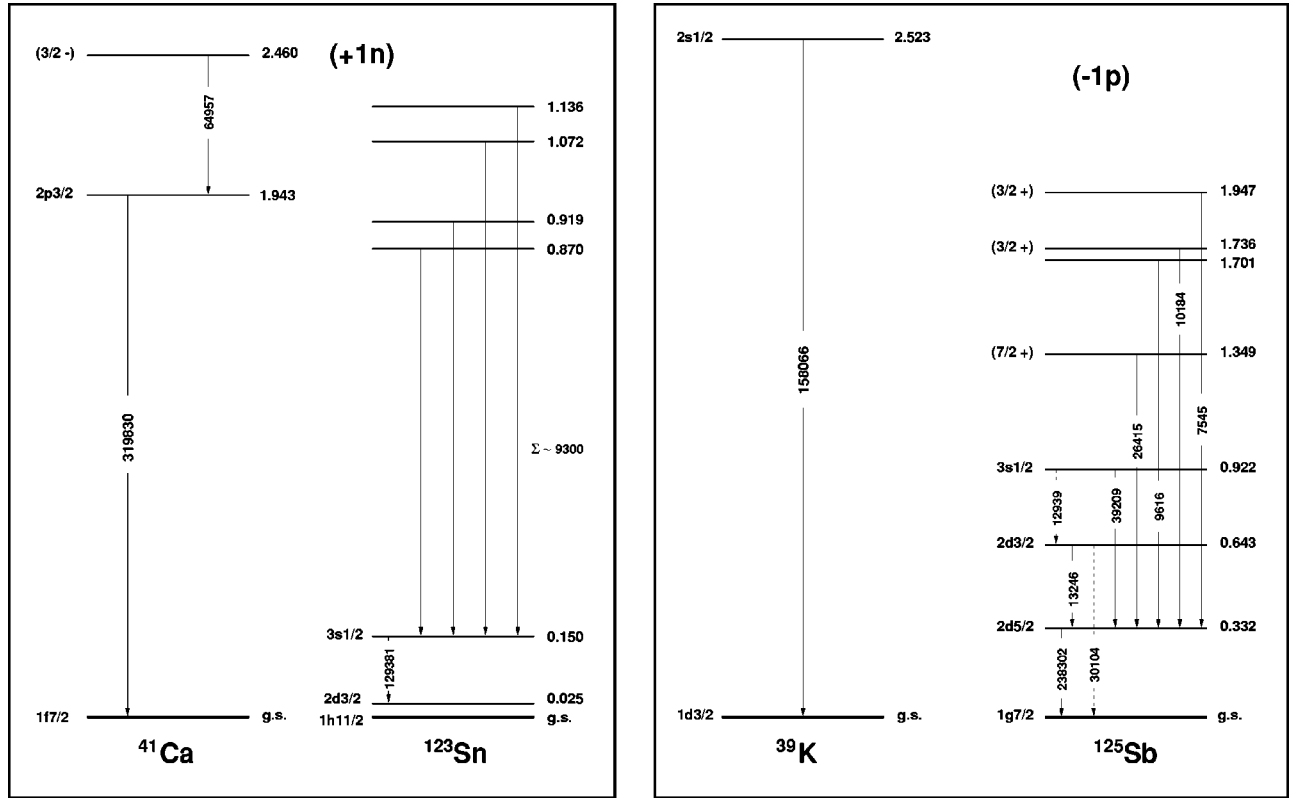 (3/2 -) 2.460
(+1n)
64957
2p3/2 1.943
319830
1f7/2 g.s.
41Ca
1.136
1.072
0.919
0.870
Σ ~ 9300
3s1/2 0.150
129381
2d3/2 0.025
1h11/2 g.s.
123Sn
2s1/2 2.523
(-1p)
158066
1d3/2 g.s.
39K
(3/2 +) 1.947
(3/2 +) 1.736
1.701
10184
(7/2 +) 1.349
7545
26415
3s1/2 0.922
12939
39209
9616
2d3/2 0.643
13246
2d5/2 0.332
238302
30104
1g7/2 g.s.
125Sb